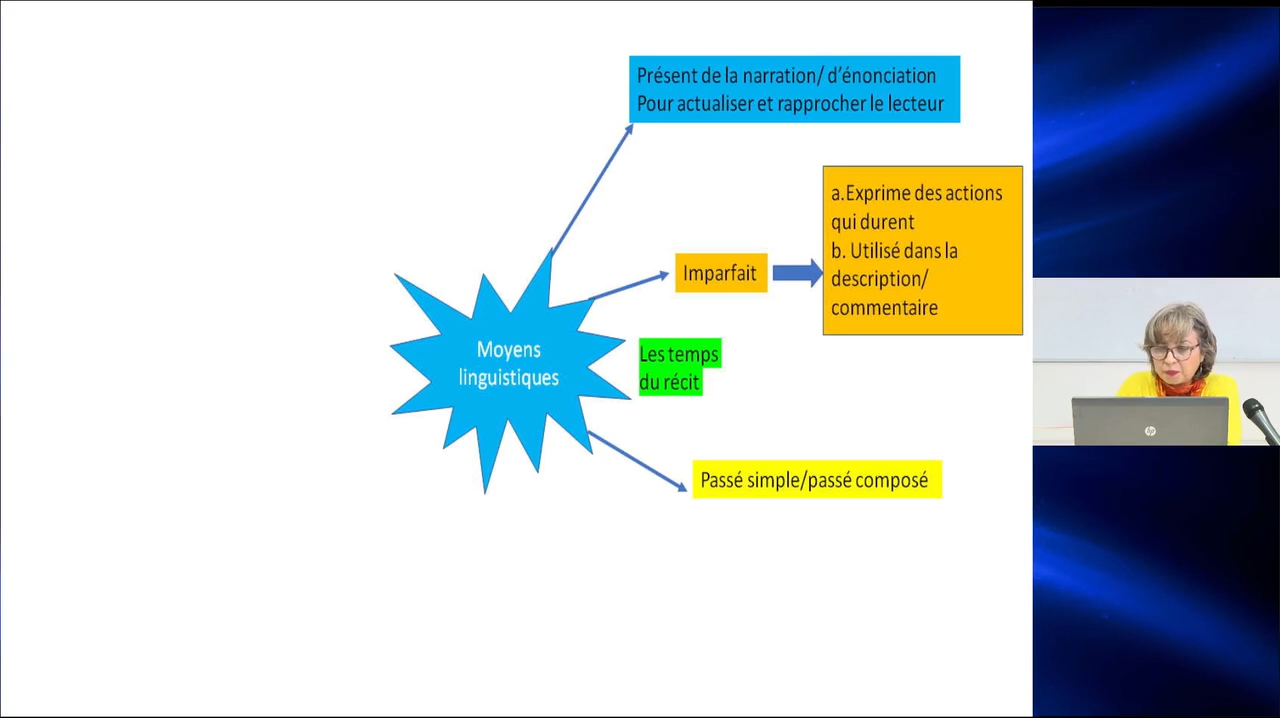 Présent de la narration/ d'énonciation
Pour actualiser et rapprocher le lecteur
a.Exprime des actions
qui durent
b. Utilisé dans la
description/
commentaire
Imparfait
Moyens
linguistiques
Les temps
du récit
Passé simple/passé composé
hp